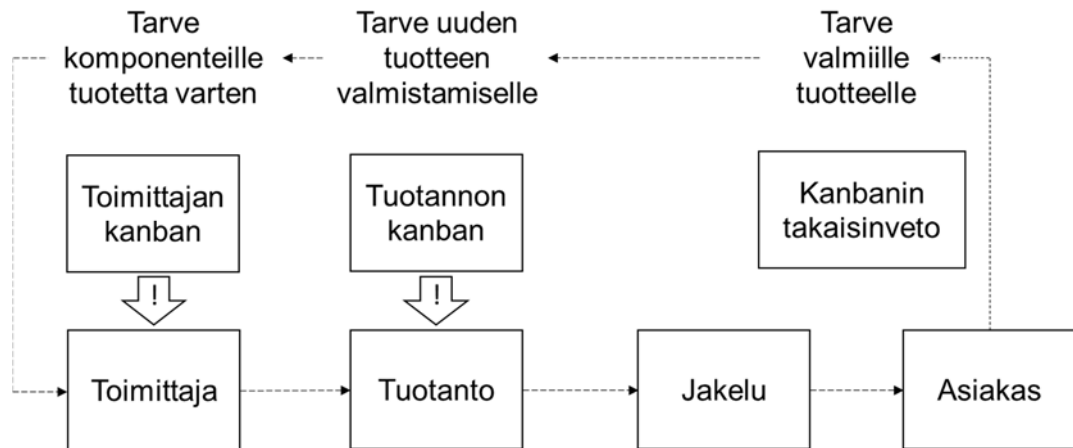 Tarve
komponenteille
tuotetta varten
Tarve uuden
tuotteen
valmistamiselle
Tarve
valmiille
tuotteelle
Toimittajan
kanban
Tuotannon
kanban
Kanbanin
takaisinveto
!
!
Toimittaja
Tuotanto
Jakelu
Asiakas